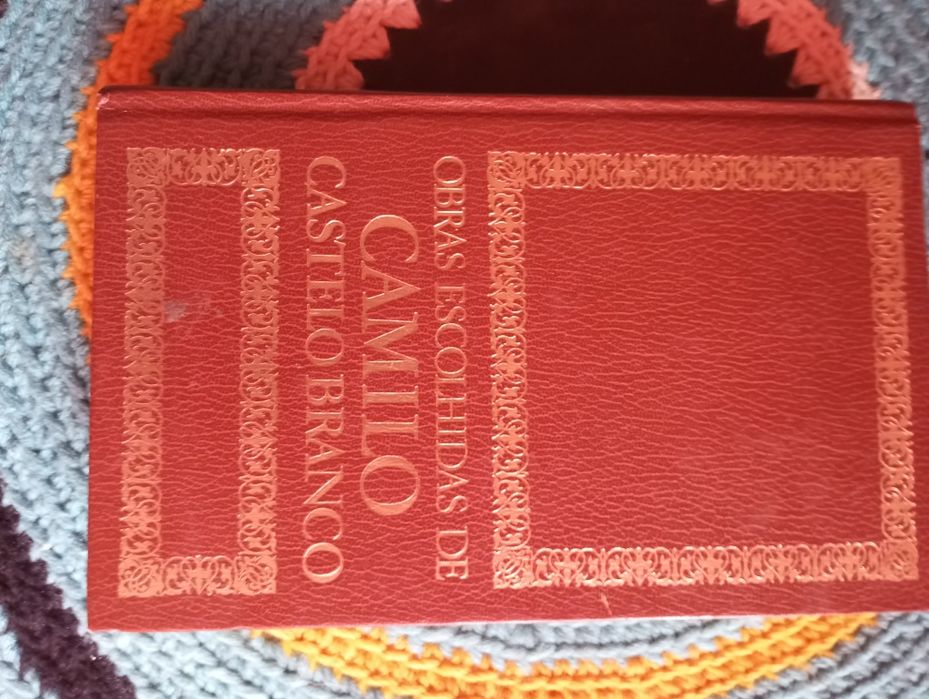 OBRAS ESCOLHIDAS DE
CAMILO
CASTELO BRANCO